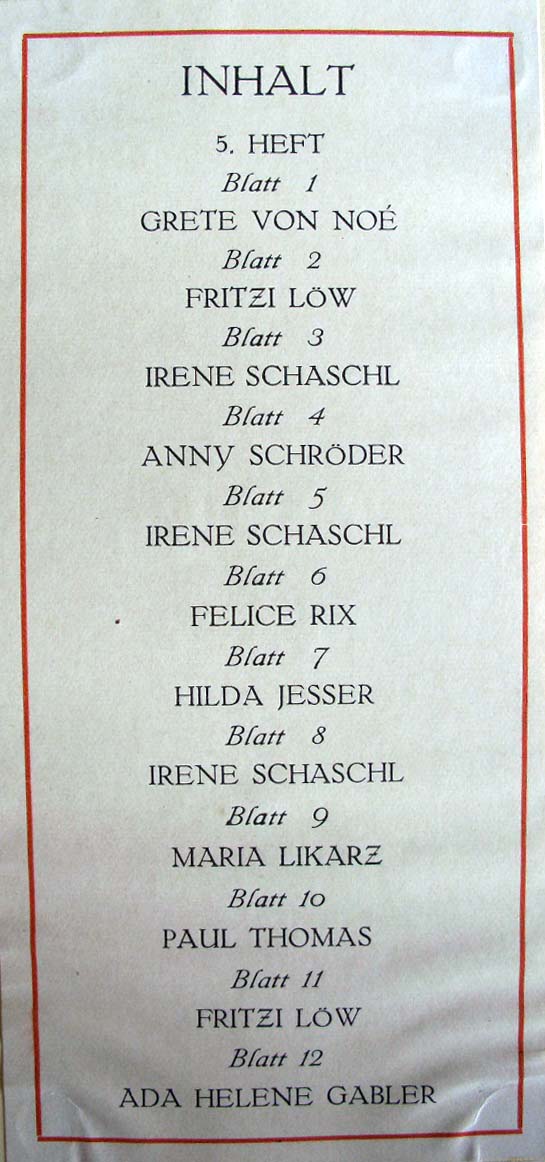 INHALT
5. HEFT
Blatt 1
GRETE VON NOÉ
Blatt 2
FRITZI LÖW
Blatt 3
IRENE SCHASCHL
Blatt 4
ANNY SCHRÖDER
Blatt 5
IRENE SCHASCHL
Blatt 6
FELICE RIX
Blatt 7
HILDA JESSER
Blatt 8
IRENE SCHASCHL
Blatt 9
MARIA LIKARZ
Blatt 10
PAUL THOMAS
Blatt 11
FRITZI LÖW
Blatt 12
ADA HELENE GABLER